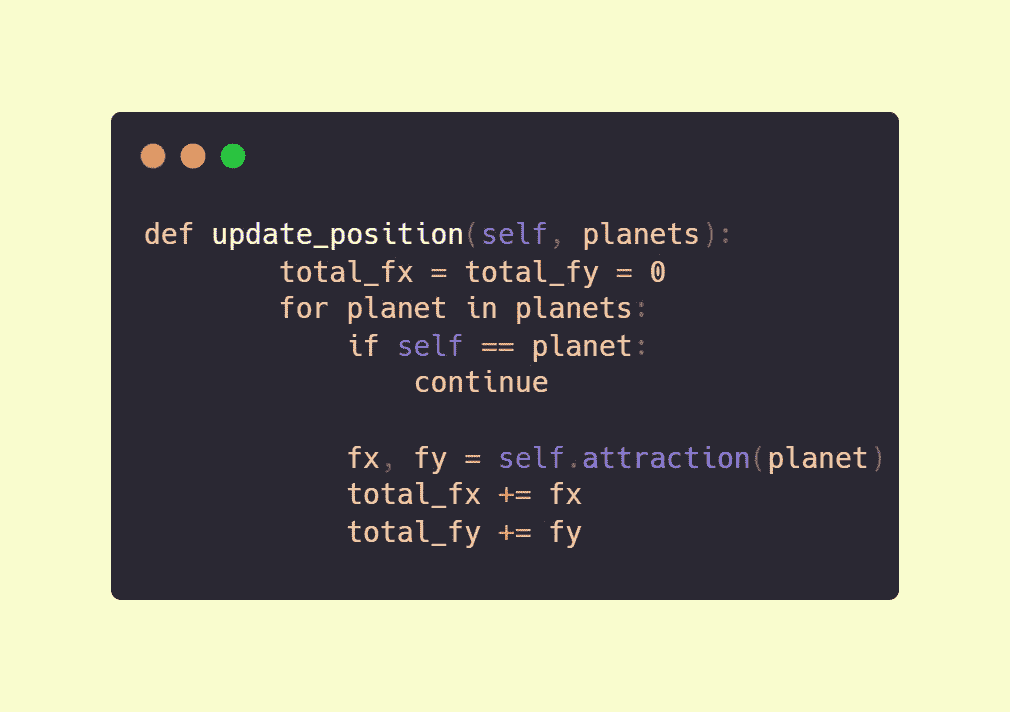 def update_position(self, planets):
        total_fx = total_fy = 0
        for planet in planets:
            if self == planet:
                continue

            fx, fy = self.attraction(planet)
            total_fx += fx
            total_fy += fy